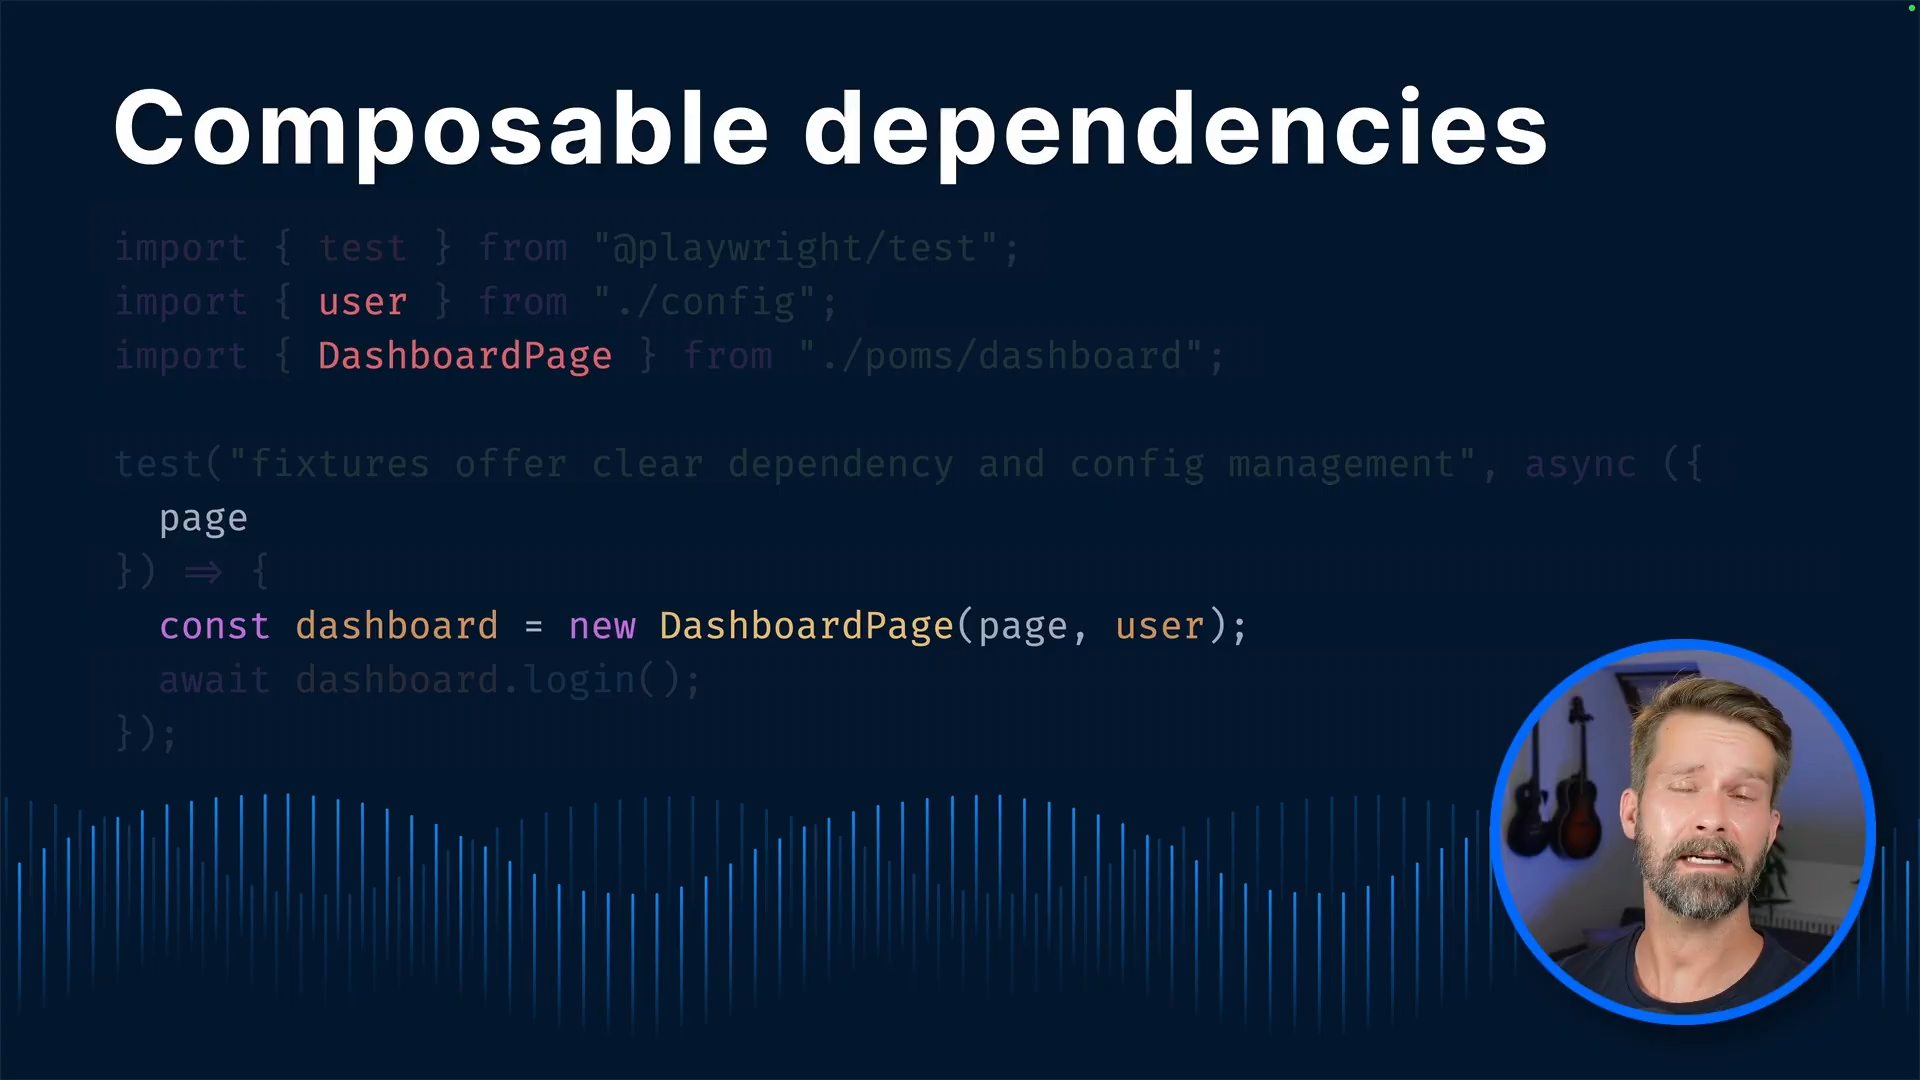 Composable dependencies
import { test } from "@playwright/test";
import { user } from "./config";
import { DashboardPage } from "./poms/dashboard";
test("fixtures offer clear dependency and config management", async ({
  page
}) => {
  const dashboard = new DashboardPage(page, user);
  await dashboard.login();
});